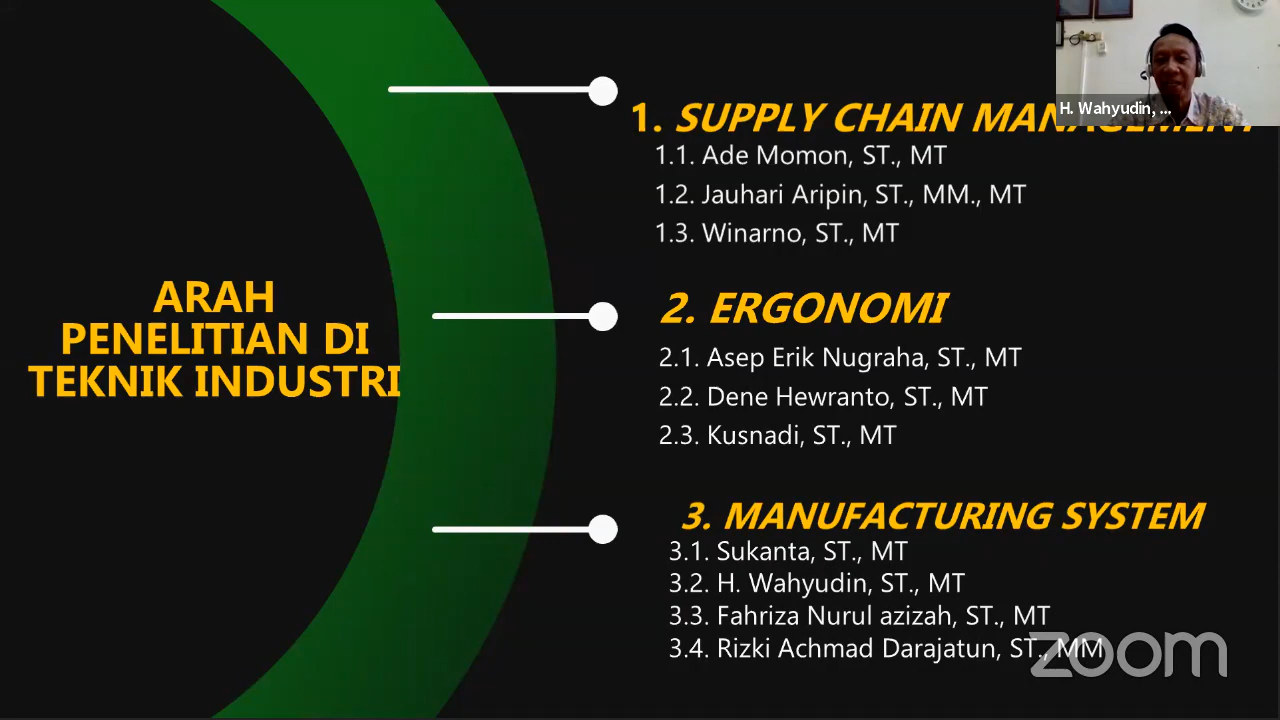 H. Wahyudin, ...
1. SUPPLY CHAIN MANAGEMENT
1.1. Ade Momon, ST., MT
1.2. Jauhari Aripin, ST., MM., MT
1.3. Winarno, ST., MT
ARAH
PENELITIAN DI
TEKNIK INDUSTRI
2. ERGONOMI
2.1. Asep Erik Nugraha, ST., MT
2.2. Dene Hewranto, ST., MT
2.3. Kusnadi, ST., MT
3. MANUFACTURING SYSTEM
3.1. Sukanta, ST., MT
3.2. H. Wahyudin, ST., MT
3.3. Fahriza Nurul azizah, ST., MT
3.4. Rizki Achmad Darajatun, ST., MM
zoom